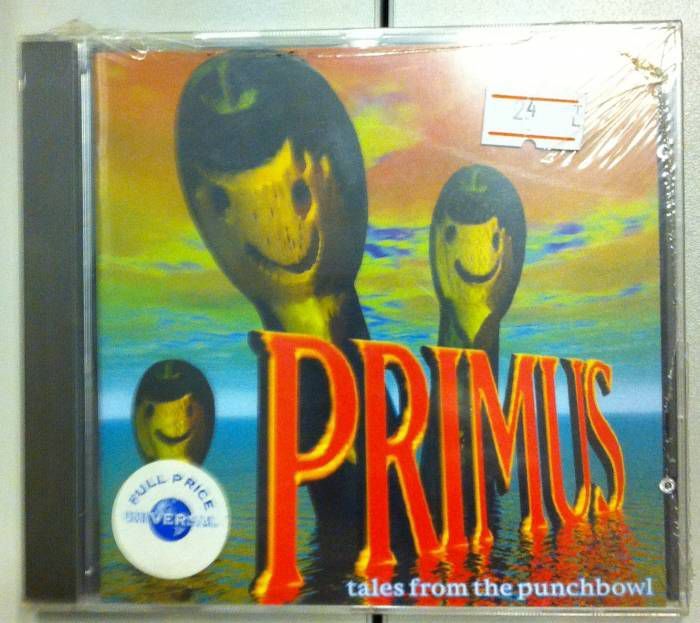 24
PRIMUS
FULL PRICE
UNIVERSAL
tales from the punchbowl